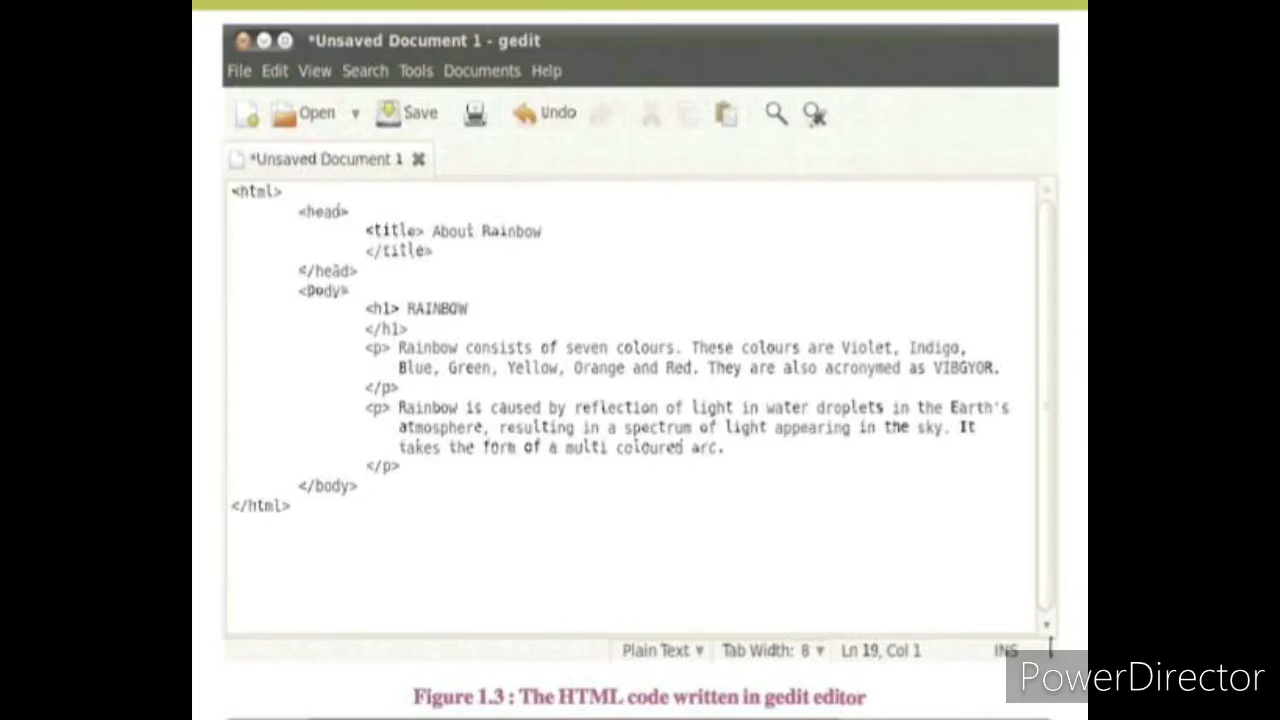 *Unsaved Document 1 - gedit
File Edit View Search Tools Documents Help
Open Save Undo
*Unsaved Document 1
<html>
<head>
<title> About Rainbow
</title>
</head>
<body>
<h1> RAINBOW
</h1>
<p> Rainbow consists of seven colours. These colours are Violet, Indigo,
Blue, Green, Yellow, Orange and Red. They are also acronymed as VIBGYOR.
</p>
<p> Rainbow is caused by reflection of light in water droplets in the Earth's
atmosphere, resulting in a spectrum of light appearing in the sky. It
takes the form of a multi coloured arc.
</p>
</body>
</html>
Plain Text Tab Width: 8 Ln 19, Col 1 INS
PowerDirector
Figure 1.3 : The HTML code written in gedit editor